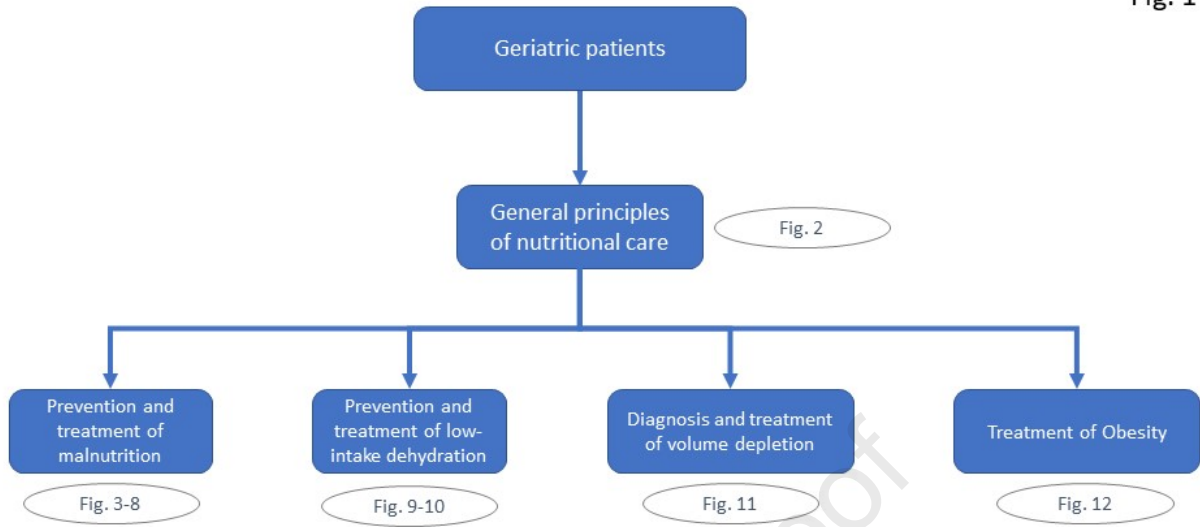 Fig. 1
Geriatric patients
General principles
of nutritional care
Fig. 2
Prevention and
treatment of
malnutrition
Prevention and
treatment of low-
intake dehydration
Diagnosis and treatment
of volume depletion
Treatment of Obesity
Fig. 3-8
Fig. 9-10
Fig. 11
Fig. 12
oof